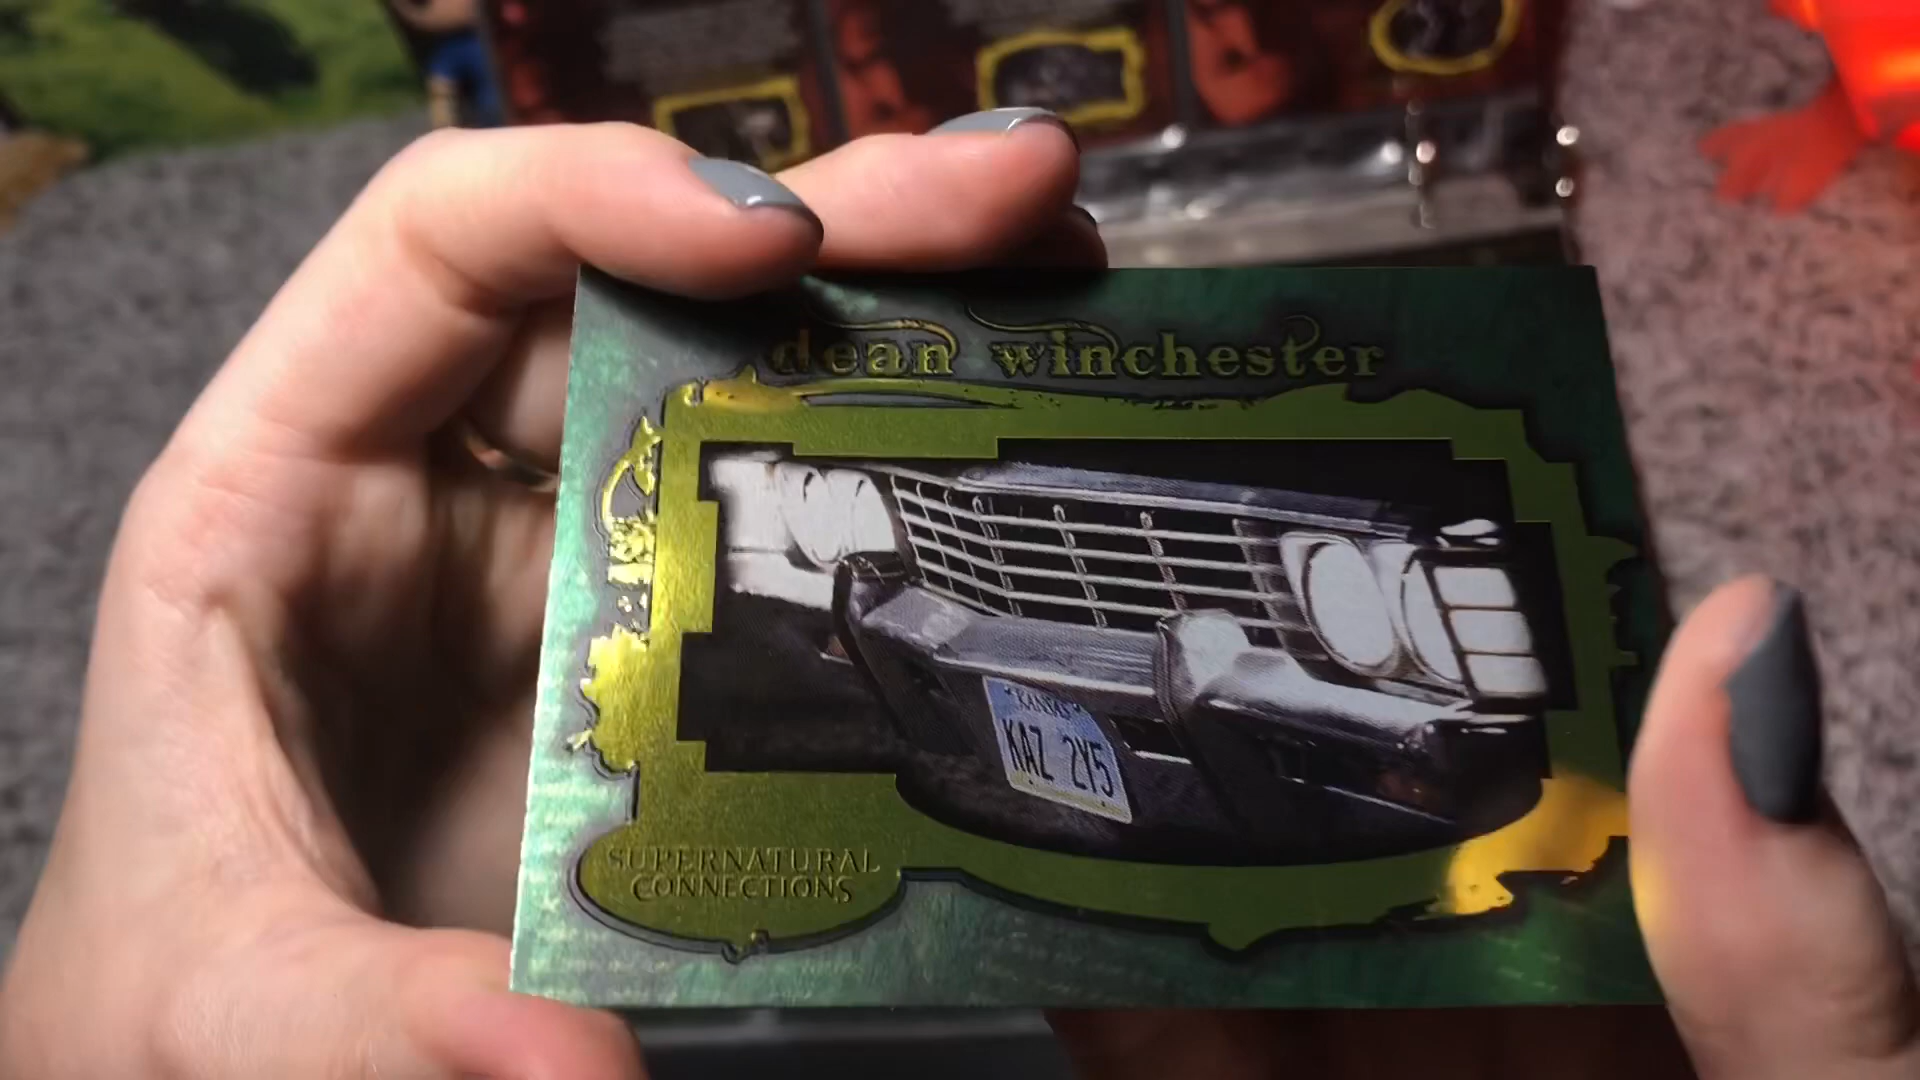 dean winchester
KANSAS
KAZ 2Y5
SUPERNATURAL
CONNECTIONS